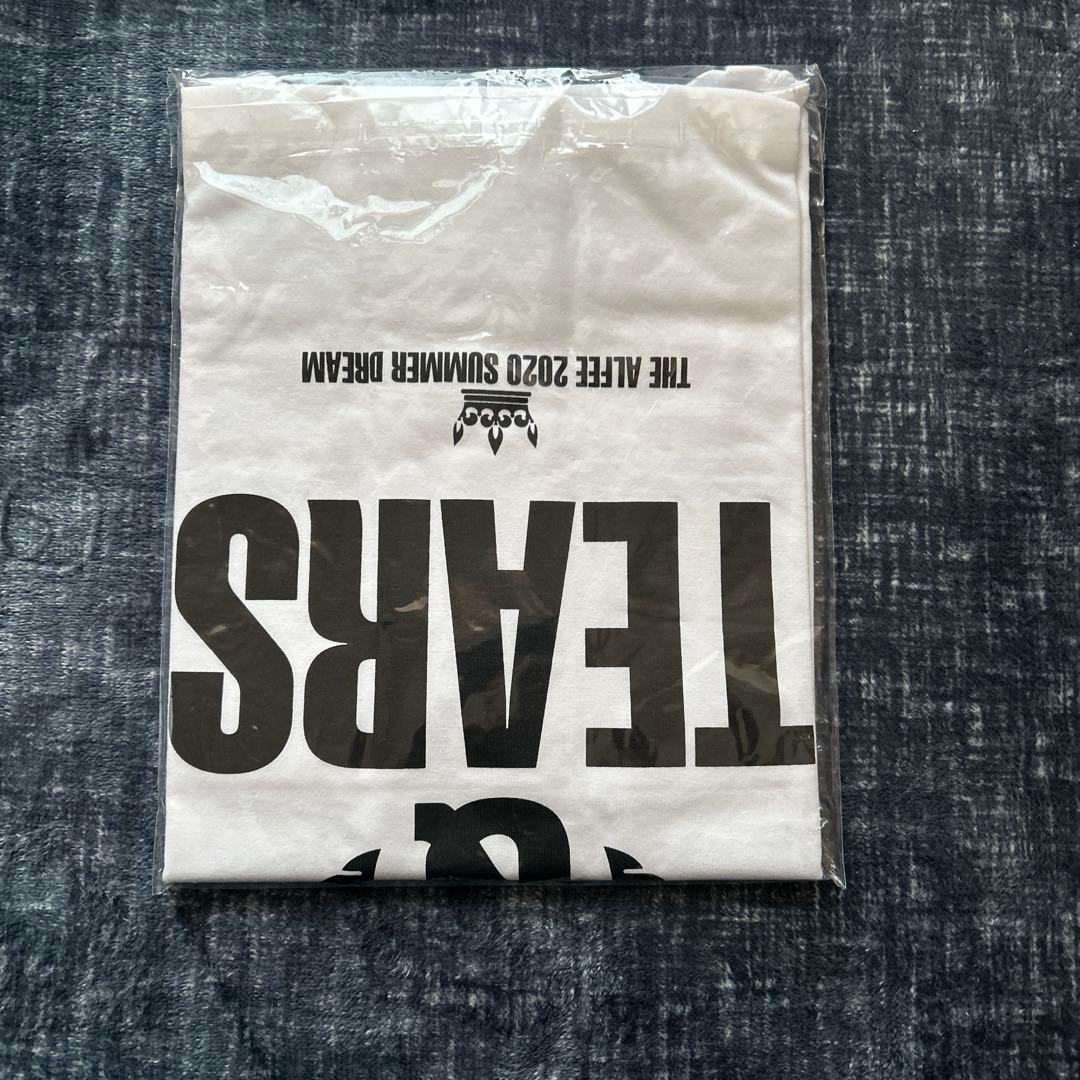 &
TEARS
THE ALFEE 2020 SUMMER DREAM